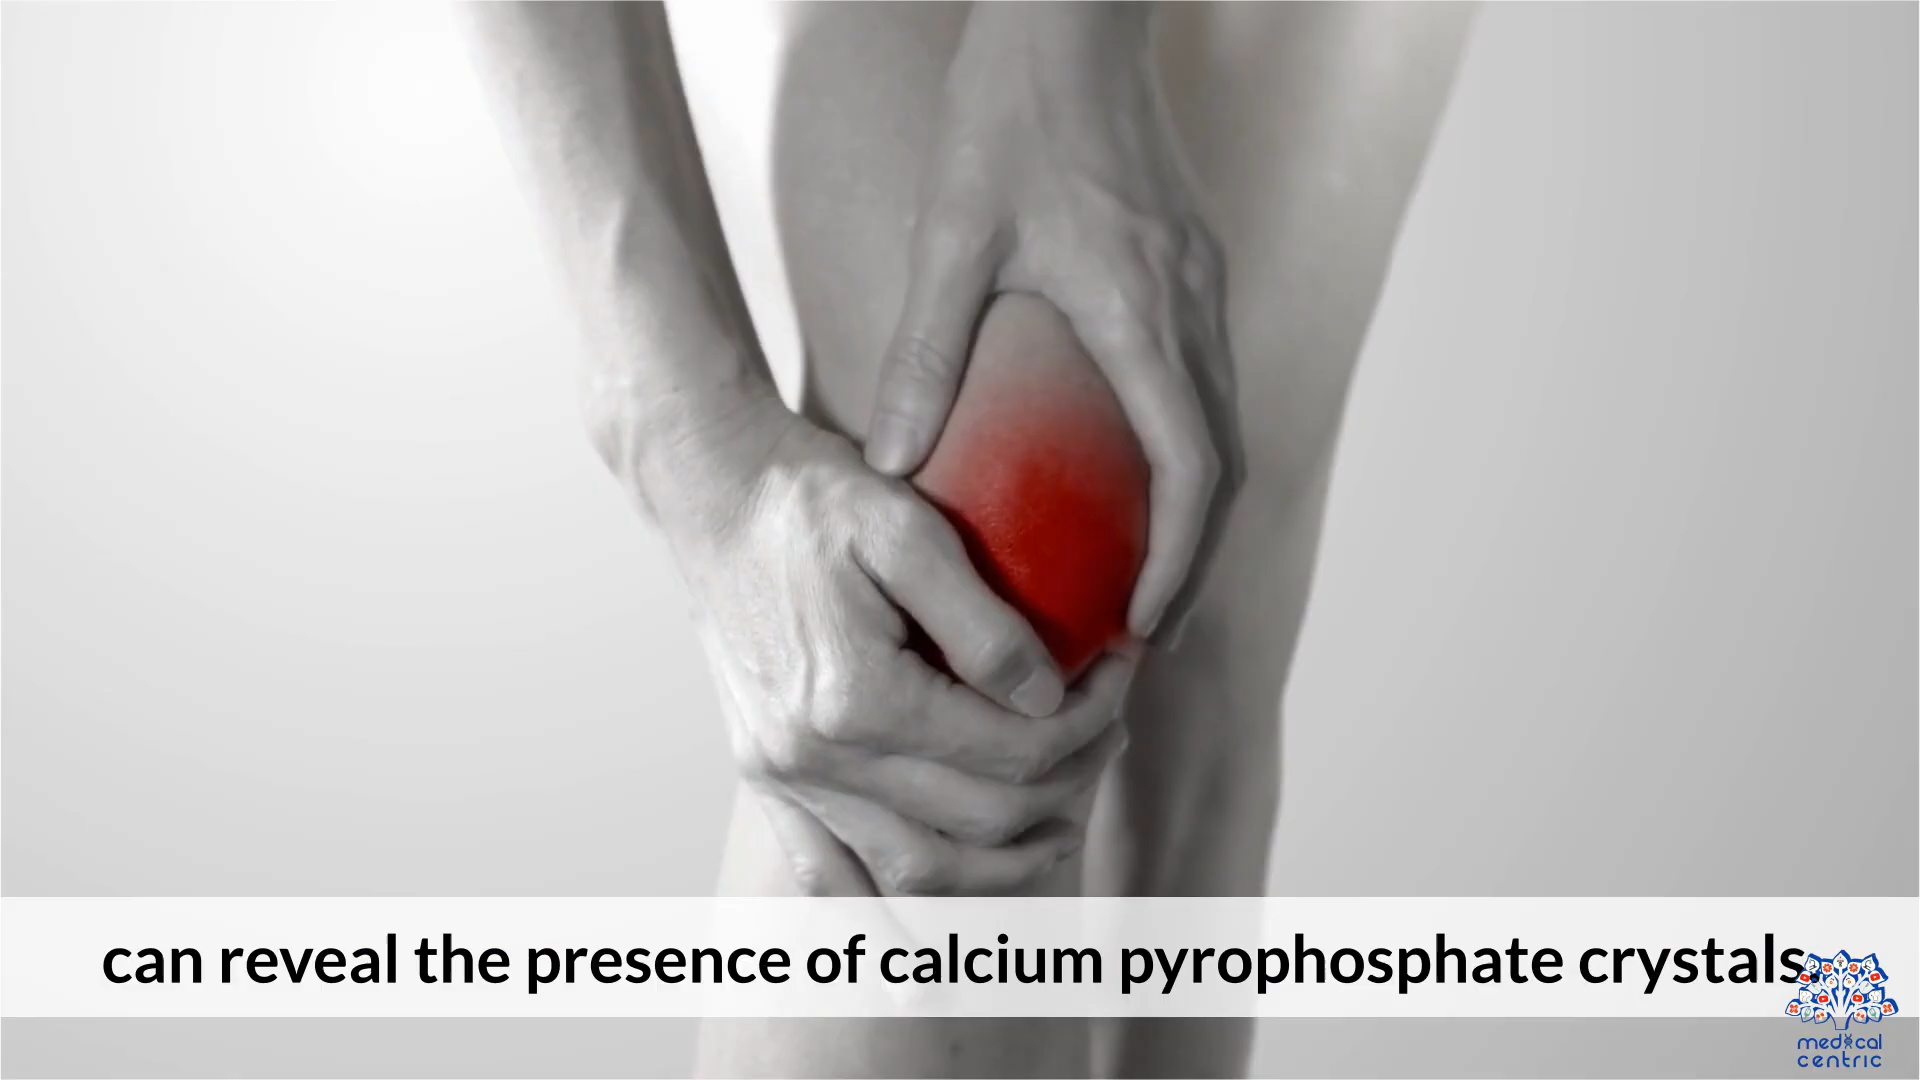 can reveal the presence of calcium pyrophosphate crystals.
medical
centric